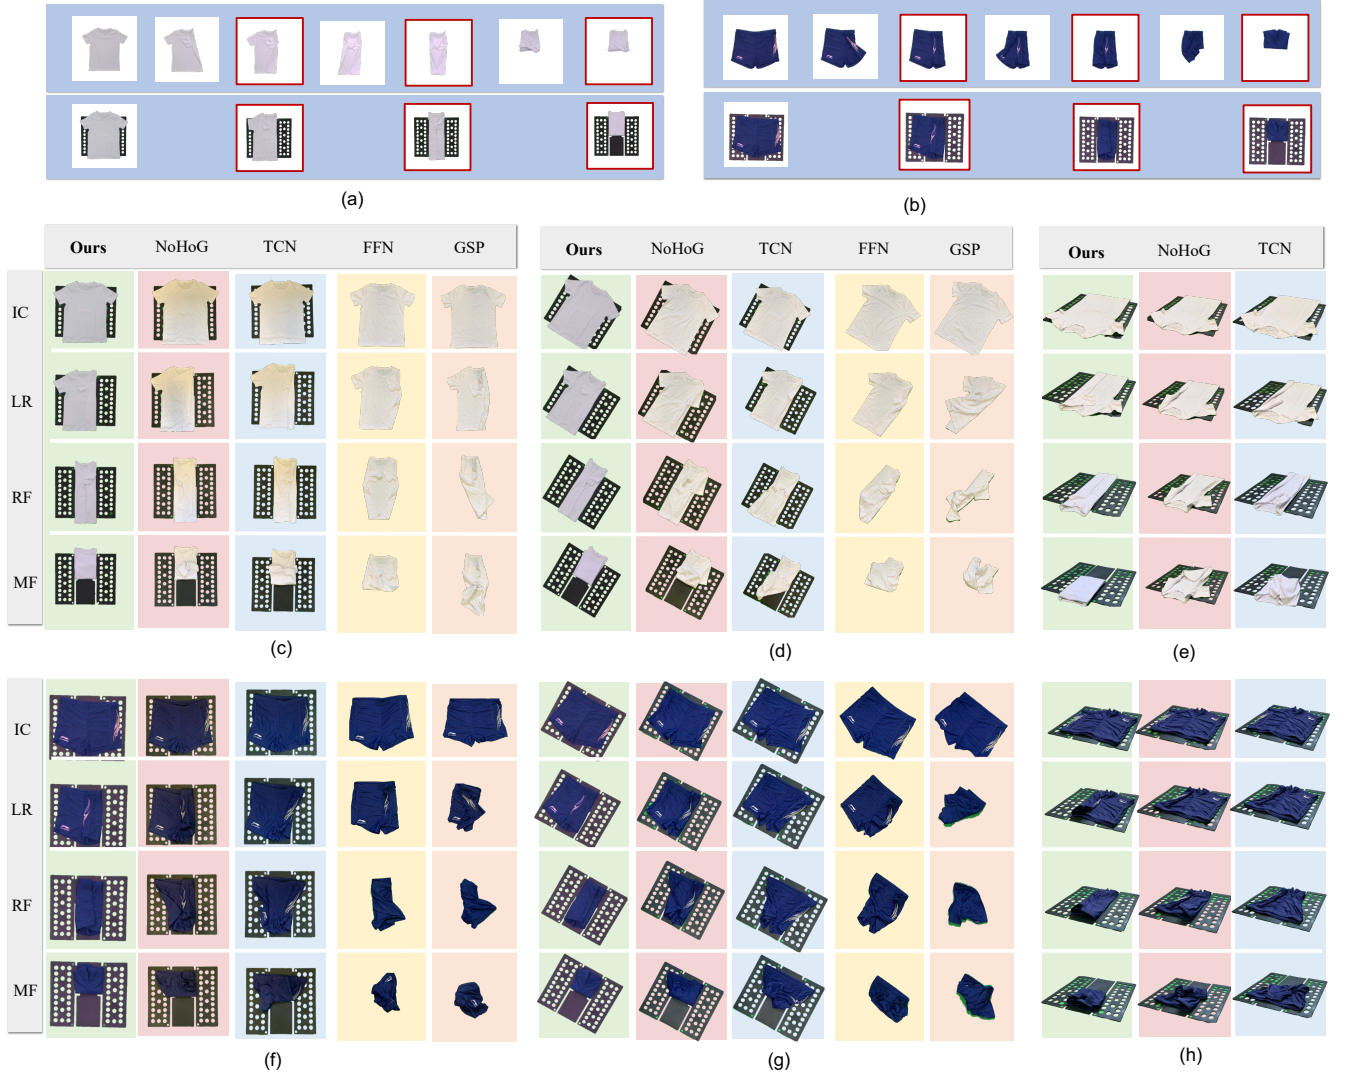 (a)
(b)
Ours NoHoG TCN FFN GSP
Ours NoHoG TCN FFN GSP
Ours NoHoG TCN
IC
LR
RF
MF
(c)
(d)
(e)
IC
LR
RF
MF
(f)
(g)
(h)